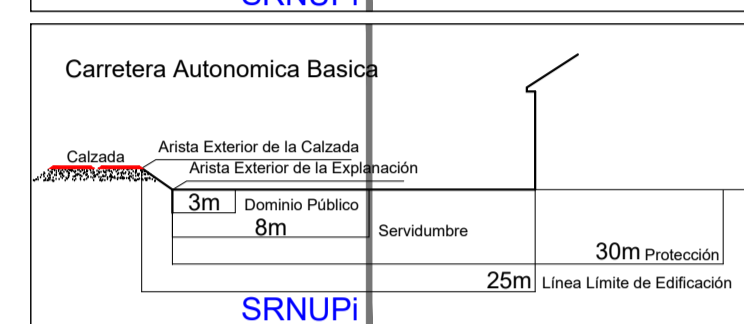 SRNUPi
Carretera Autonomica Basica
Calzada
Arista Exterior de la Calzada
Arista Exterior de la Explanación
3m Dominio Público
8m
Servidumbre
30m Protección
25m Línea Límite de Edificación
SRNUPi